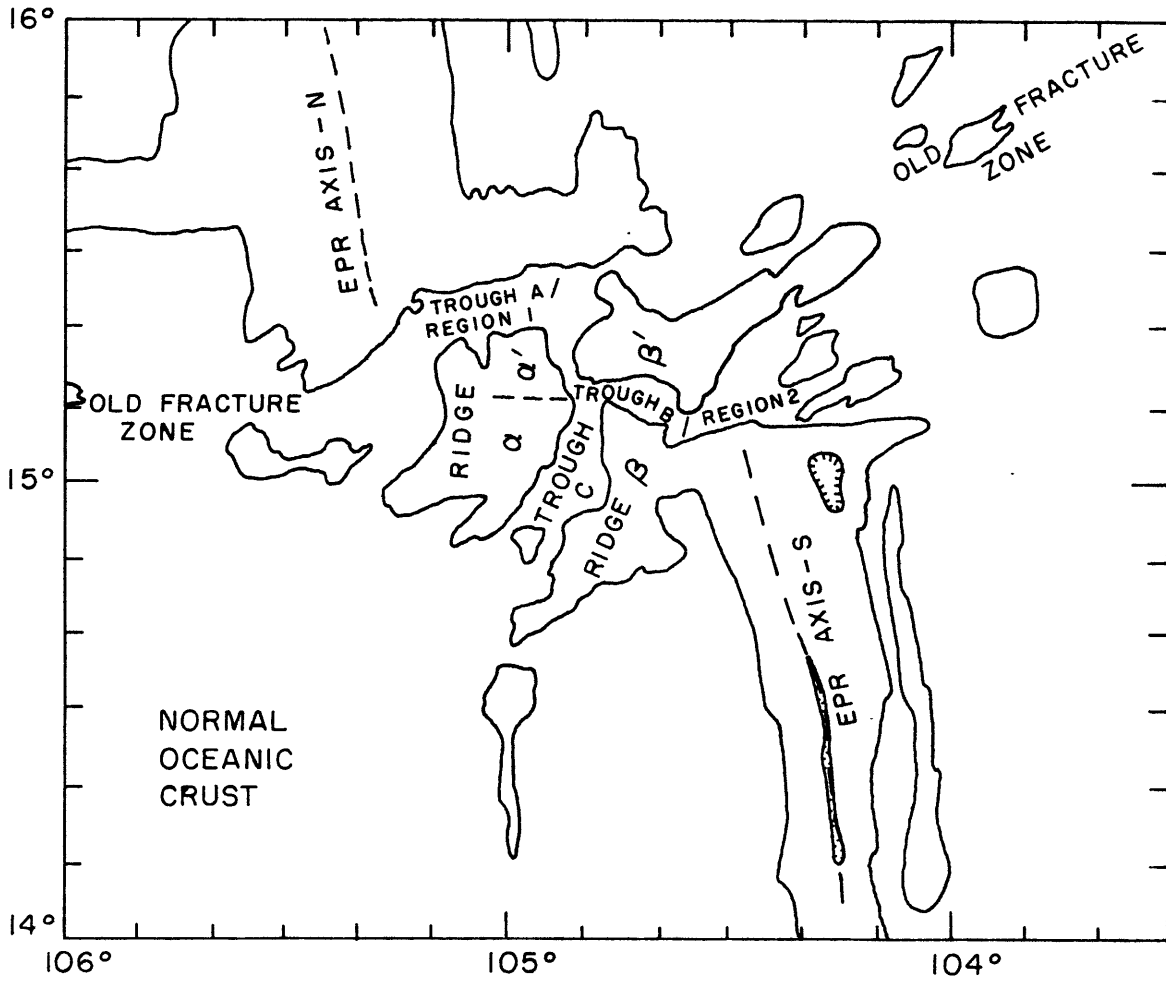 16°
EPR AXIS-N
OLD FRACTURE
ZONE
TROUGH A /
REGION 1
α'
β'
OLD FRACTURE
ZONE
RIDGE α
TROUGH B /
REGION 2
15°
TROUGH
C
RIDGE β
EPR AXIS-S
NORMAL
OCEANIC
CRUST
14°
106°
105°
104°